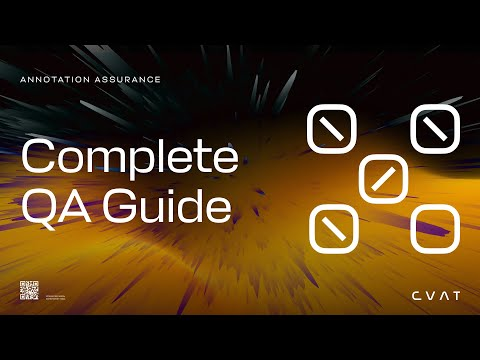 ANNOTATION ASSURANCE
Complete
QA Guide
CVAT